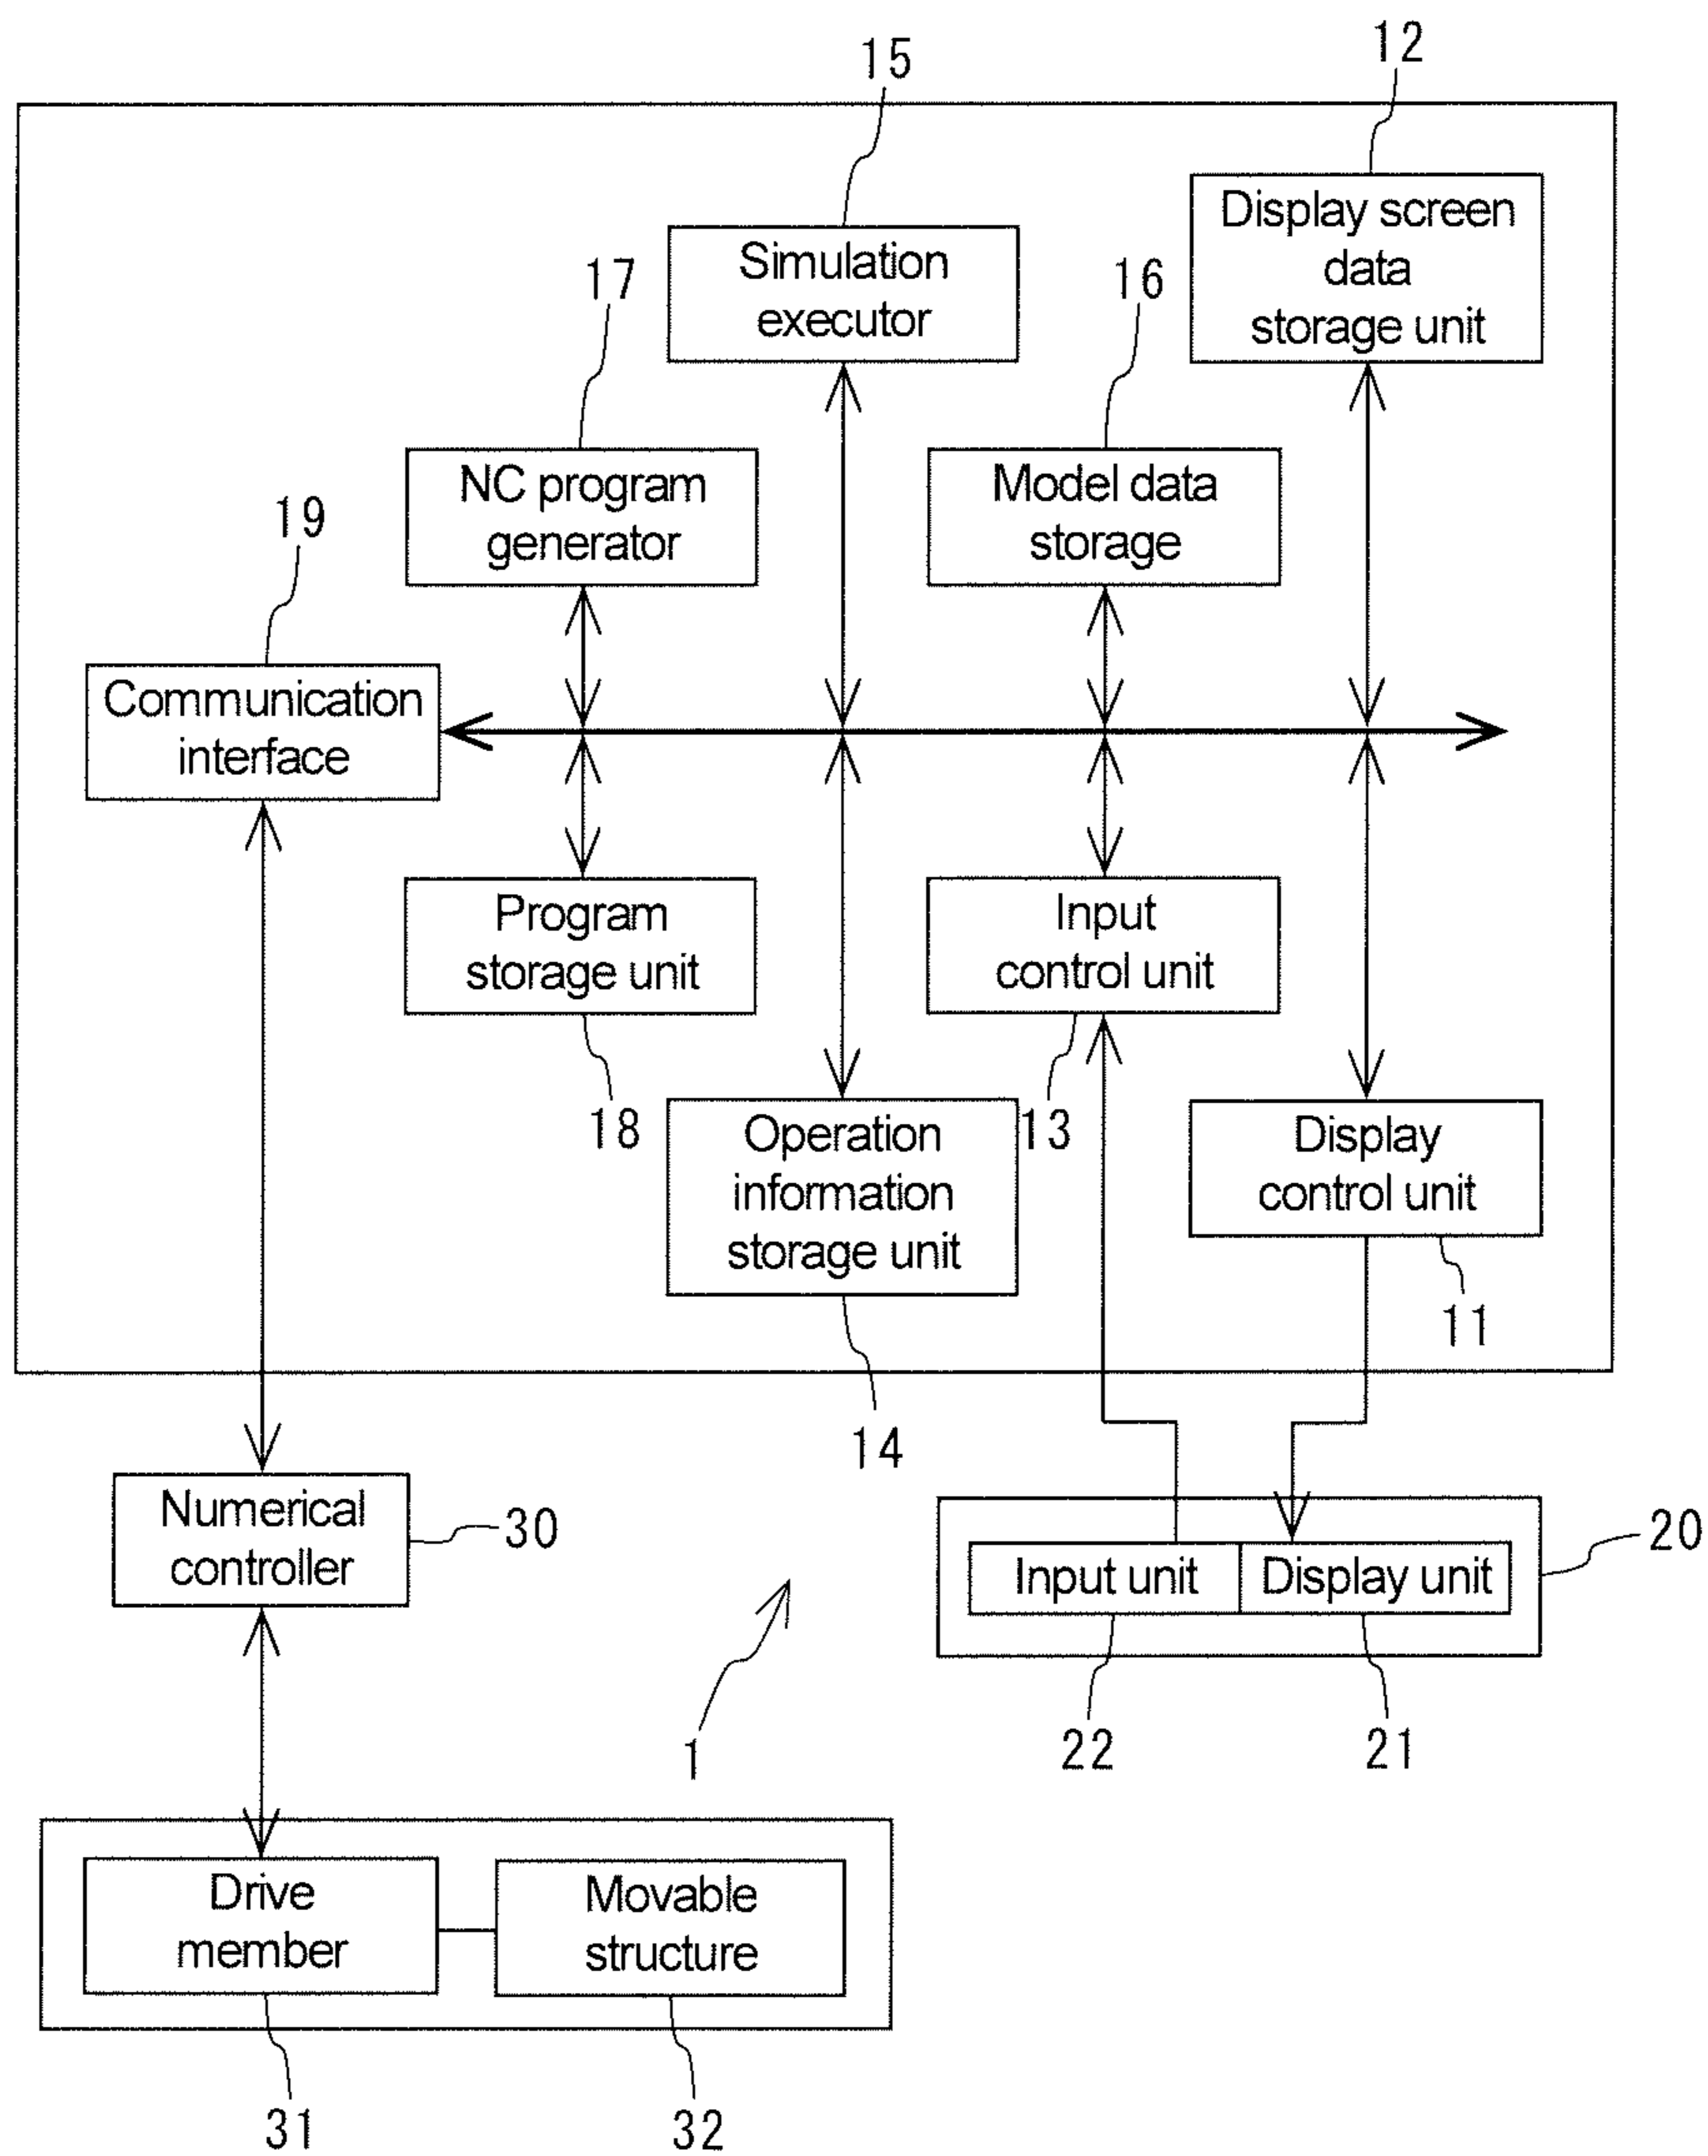 12
15
Display screen
data
storage unit
Simulation
executor
17
16
NC program
generator
Model data
storage
19
Communication
interface
Program
storage unit
Input
control unit
18
Operation
information
storage unit
13
Display
control unit
11
14
Numerical
controller
30
20
Input unit
Display unit
22
21
1
Drive
member
Movable
structure
31
32